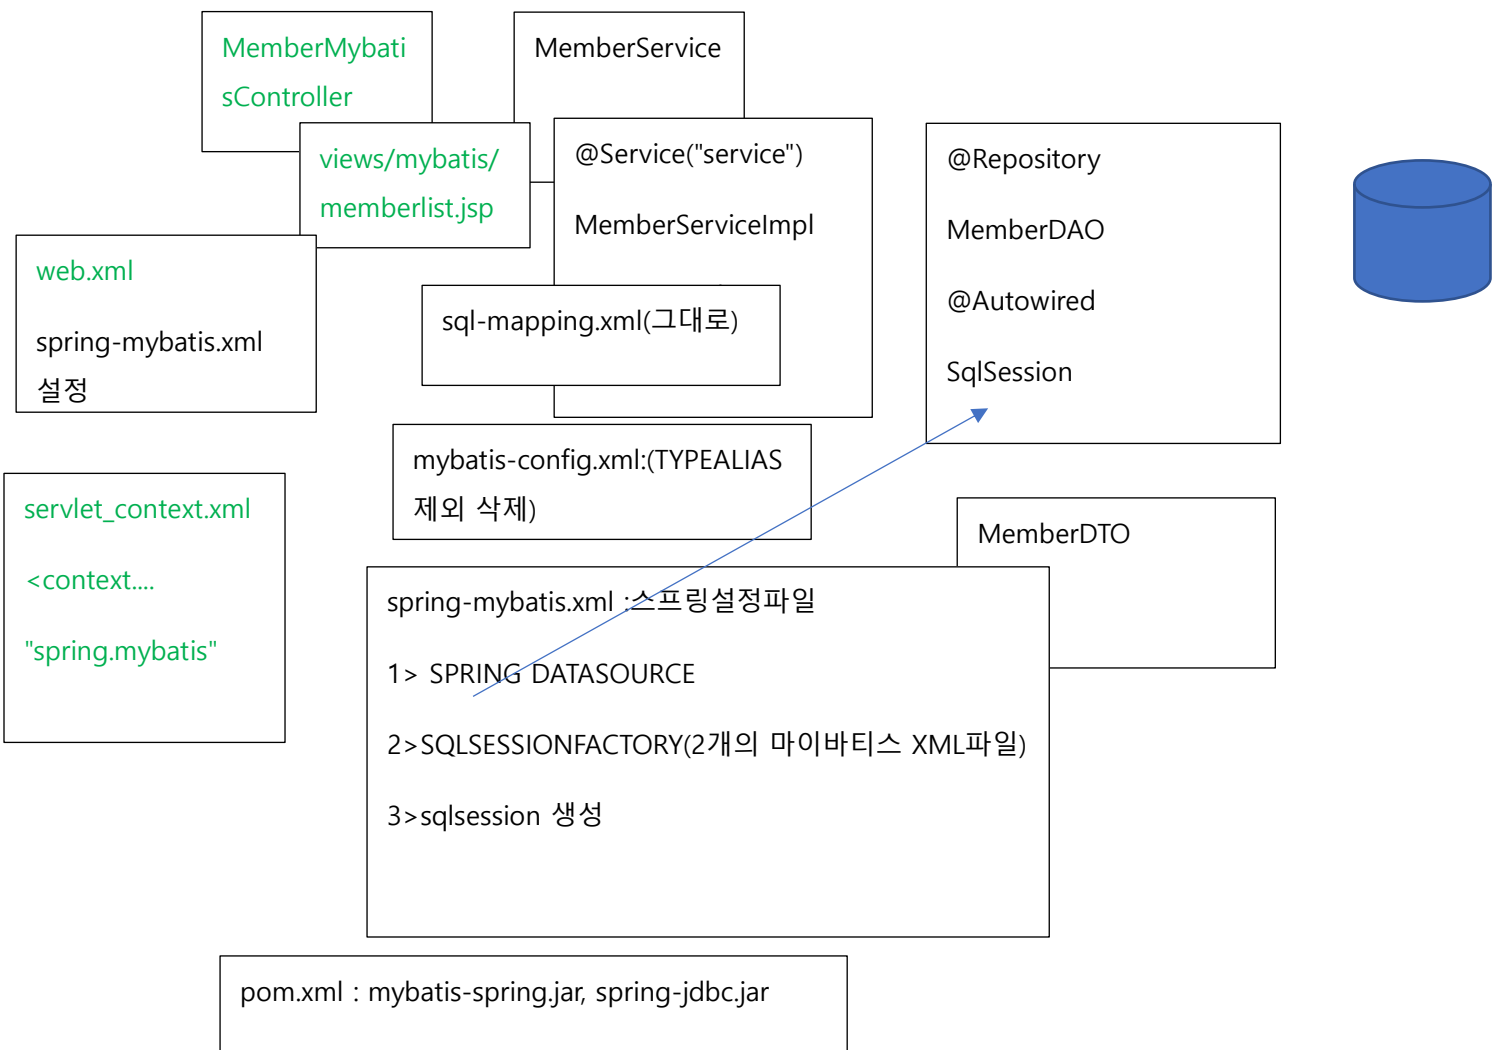 MemberMybati
sController
MemberService
views/mybatis/
memberlist.jsp
@Service("service")
MemberServiceImpl
@Repository
MemberDAO
@Autowired
SqlSession
web.xml
spring-mybatis.xml
설정
sql-mapping.xml(그대로)
mybatis-config.xml:(TYPEALIAS
제외 삭제)
servlet_context.xml
<context....
"spring.mybatis"
MemberDTO
spring-mybatis.xml :스프링설정파일
1> SPRING DATASOURCE
2>SQLSESSIONFACTORY(2개의 마이바티스 XML파일)
3>sqlsession 생성
pom.xml : mybatis-spring.jar, spring-jdbc.jar